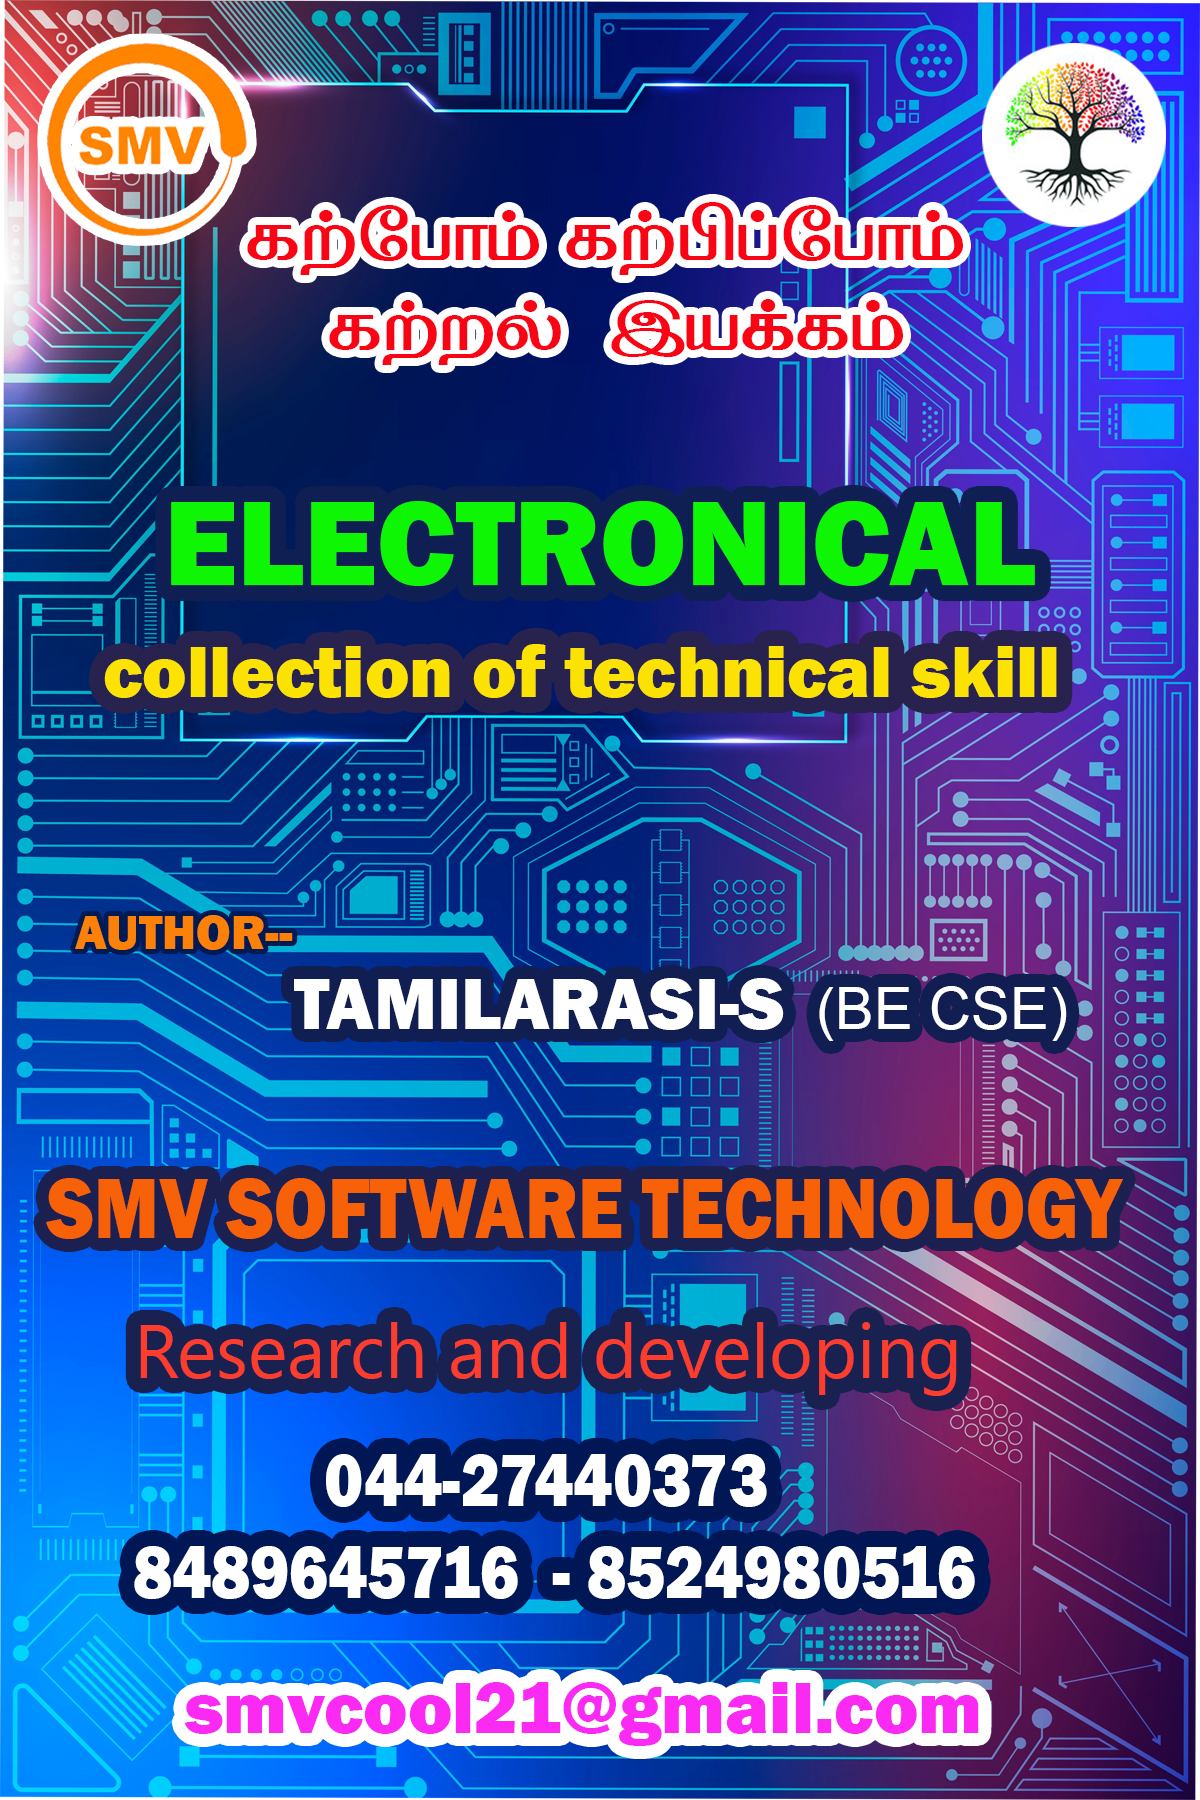 SMV
கற்போம் கற்பிப்போம்
கற்றல் இயக்கம்
ELECTRONICAL
collection of technical skill
AUTHOR--
TAMILARASI-S (BE CSE)
SMV SOFTWARE TECHNOLOGY
Research and developing
044-27440373
8489645716 - 8524980516
smvcool21@gmail.com